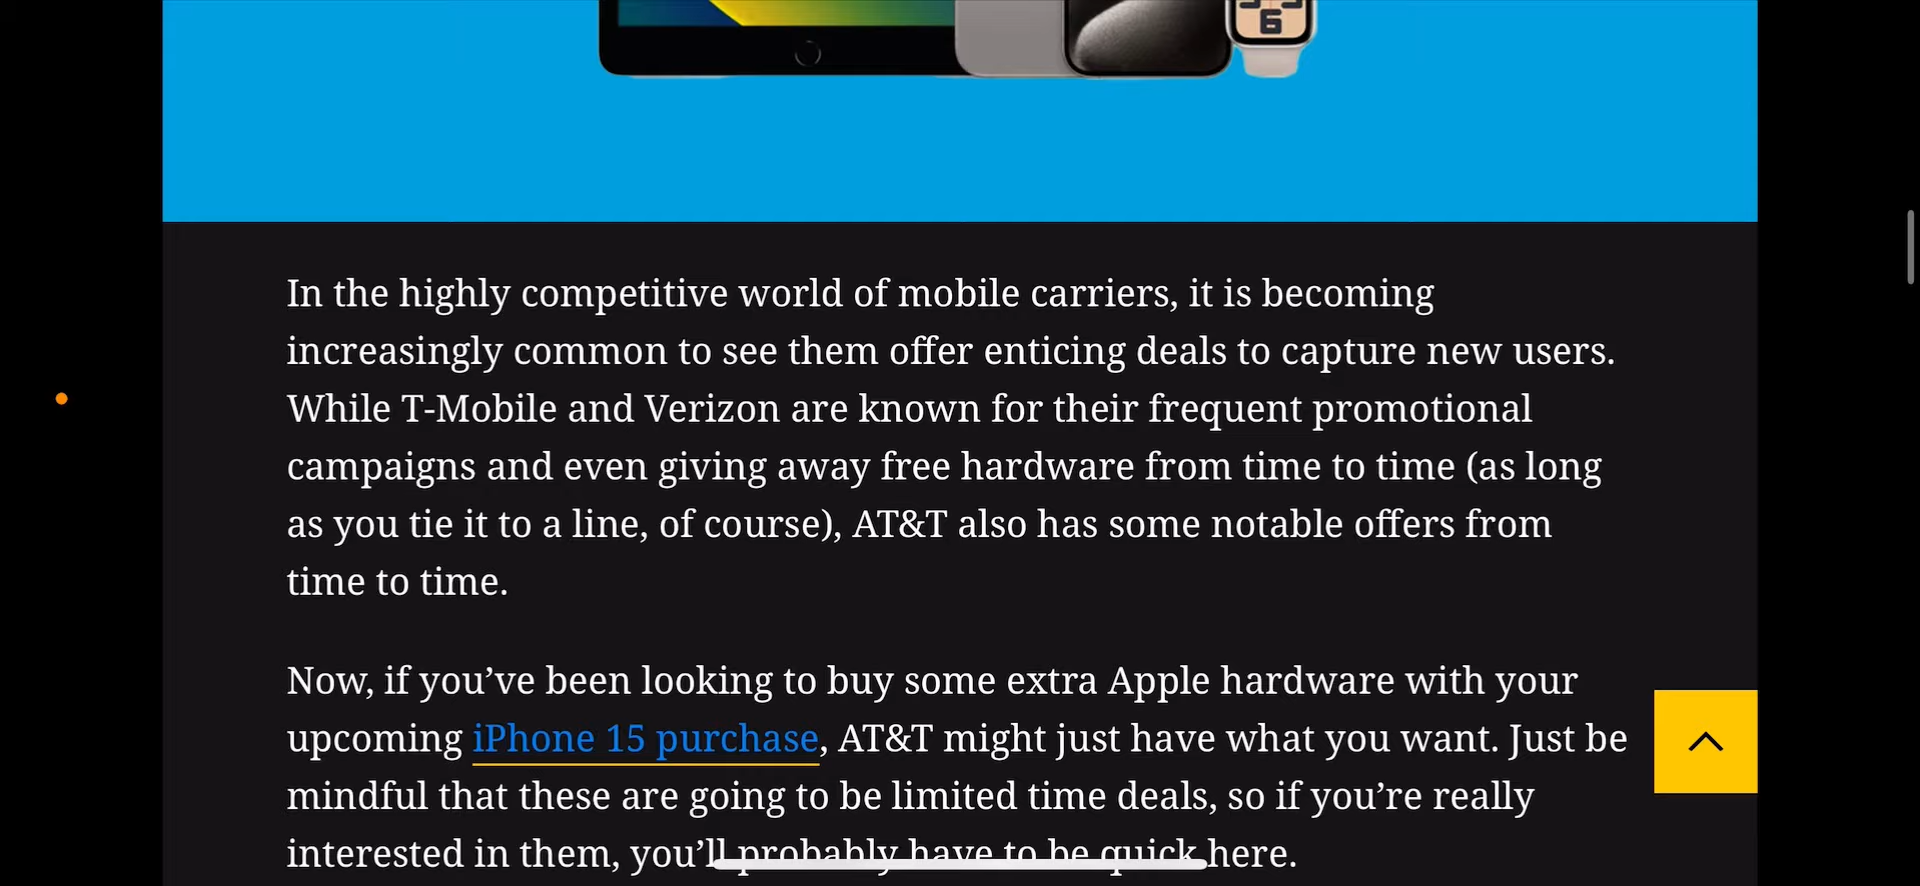 6
In the highly competitive world of mobile carriers, it is becoming
increasingly common to see them offer enticing deals to capture new users.
While T-Mobile and Verizon are known for their frequent promotional
campaigns and even giving away free hardware from time to time (as long
as you tie it to a line, of course), AT&T also has some notable offers from
time to time.
Now, if you’ve been looking to buy some extra Apple hardware with your
upcoming iPhone 15 purchase, AT&T might just have what you want. Just be
mindful that these are going to be limited time deals, so if you’re really
interested in them, you’ll probably have to be quick here.